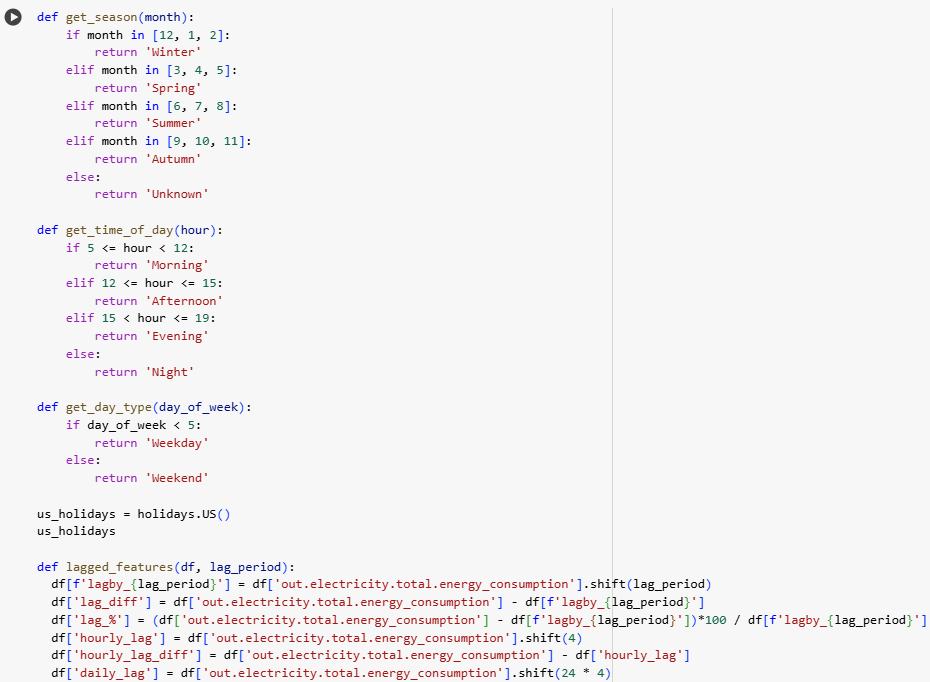 def get_season(month):
    if month in [12, 1, 2]:
        return 'Winter'
    elif month in [3, 4, 5]:
        return 'Spring'
    elif month in [6, 7, 8]:
        return 'Summer'
    elif month in [9, 10, 11]:
        return 'Autumn'
    else:
        return 'Unknown'

def get_time_of_day(hour):
    if 5 <= hour < 12:
        return 'Morning'
    elif 12 <= hour <= 15:
        return 'Afternoon'
    elif 15 < hour <= 19:
        return 'Evening'
    else:
        return 'Night'

def get_day_type(day_of_week):
    if day_of_week < 5:
        return 'Weekday'
    else:
        return 'Weekend'

us_holidays = holidays.US()
us_holidays

def lagged_features(df, lag_period):
  df[f'lagby_{lag_period}'] = df['out.electricity.total.energy_consumption'].shift(lag_period)
  df['lag_diff'] = df['out.electricity.total.energy_consumption'] - df[f'lagby_{lag_period}']
  df['lag_%'] = (df['out.electricity.total.energy_consumption'] - df[f'lagby_{lag_period}'])*100 / df[f'lagby_{lag_period}']
  df['hourly_lag'] = df['out.electricity.total.energy_consumption'].shift(4)
  df['hourly_lag_diff'] = df['out.electricity.total.energy_consumption'] - df['hourly_lag']
  df['daily_lag'] = df['out.electricity.total.energy_consumption'].shift(24 * 4)